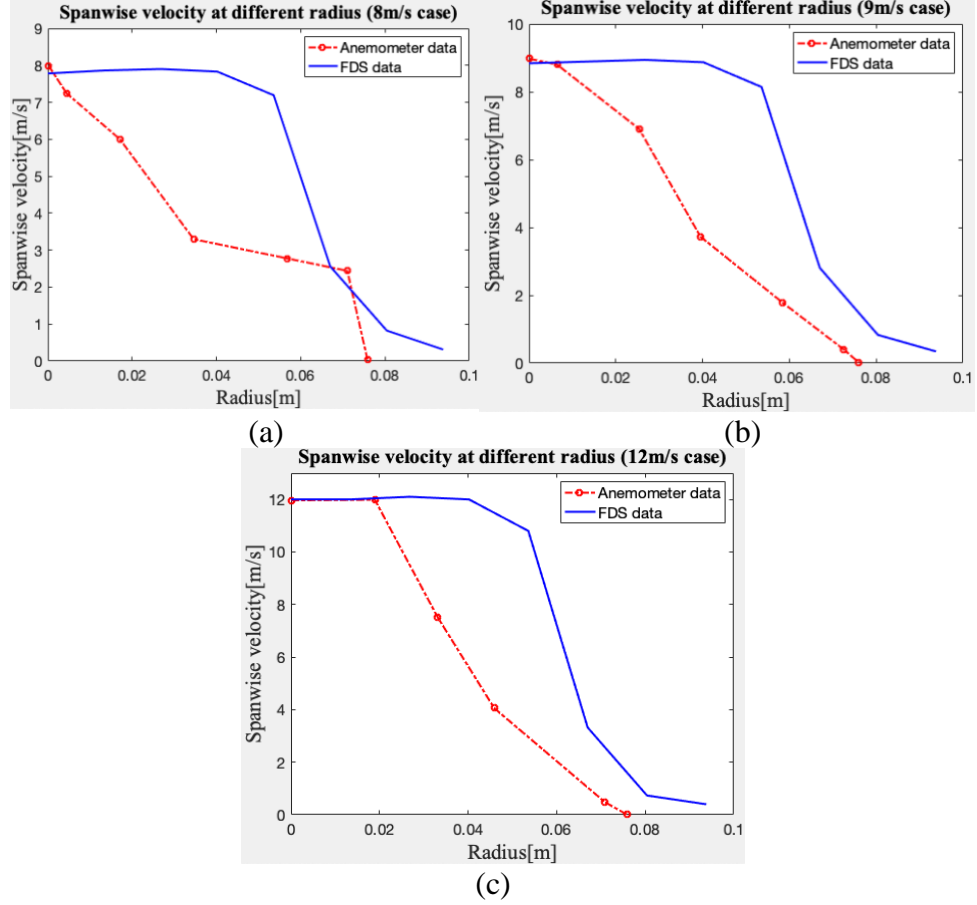 Spanwise velocity at different radius (8m/s case)
Anemometer data
FDS data
Spanwise velocity[m/s]
9
8
7
6
5
4
3
2
1
0
0
0.02
0.04
0.06
0.08
0.1
Radius[m]
(a)
Spanwise velocity at different radius (9m/s case)
Anemometer data
FDS data
Spanwise velocity[m/s]
10
8
6
4
2
0
0
0.02
0.04
0.06
0.08
0.1
Radius[m]
(b)
Spanwise velocity at different radius (12m/s case)
Anemometer data
FDS data
Spanwise velocity[m/s]
12
10
8
6
4
2
0
0
0.02
0.04
0.06
0.08
0.1
Radius[m]
(c)